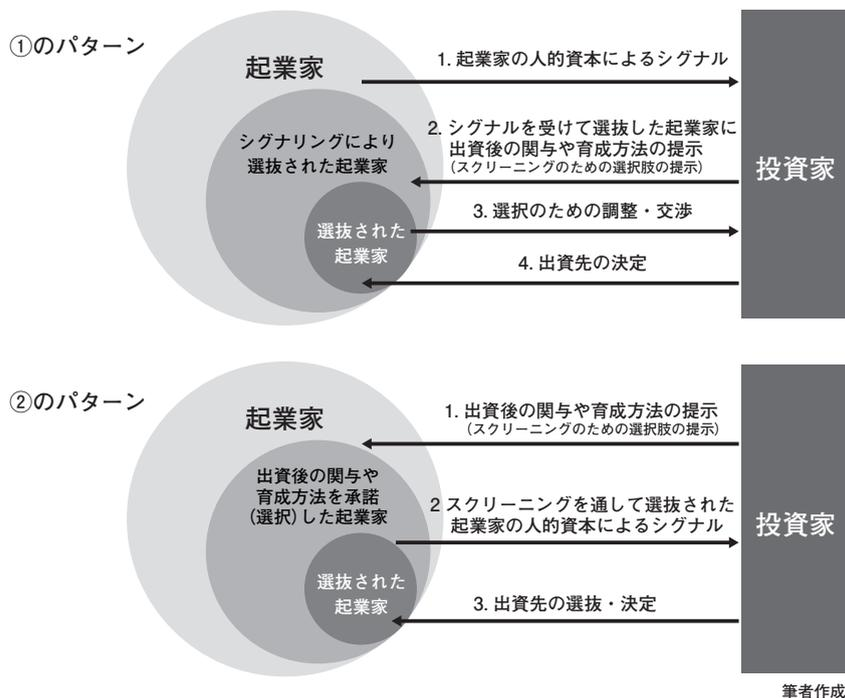 ①のパターン
起業家
1. 起業家の人的資本によるシグナル
シグナリングにより
選抜された起業家
2. シグナルを受けて選抜した起業家に
出資後の関与や育成方法の提示
(スクリーニングのための選択肢の提示)
投資家
選抜された
起業家
3. 選択のための調整・交渉
4. 出資先の決定
②のパターン
起業家
1. 出資後の関与や育成方法の提示
(スクリーニングのための選択肢の提示)
出資後の関与や
育成方法を承諾
(選択)した起業家
2 スクリーニングを通して選抜された
起業家の人的資本によるシグナル
投資家
選抜された
起業家
3. 出資先の選抜・決定
筆者作成